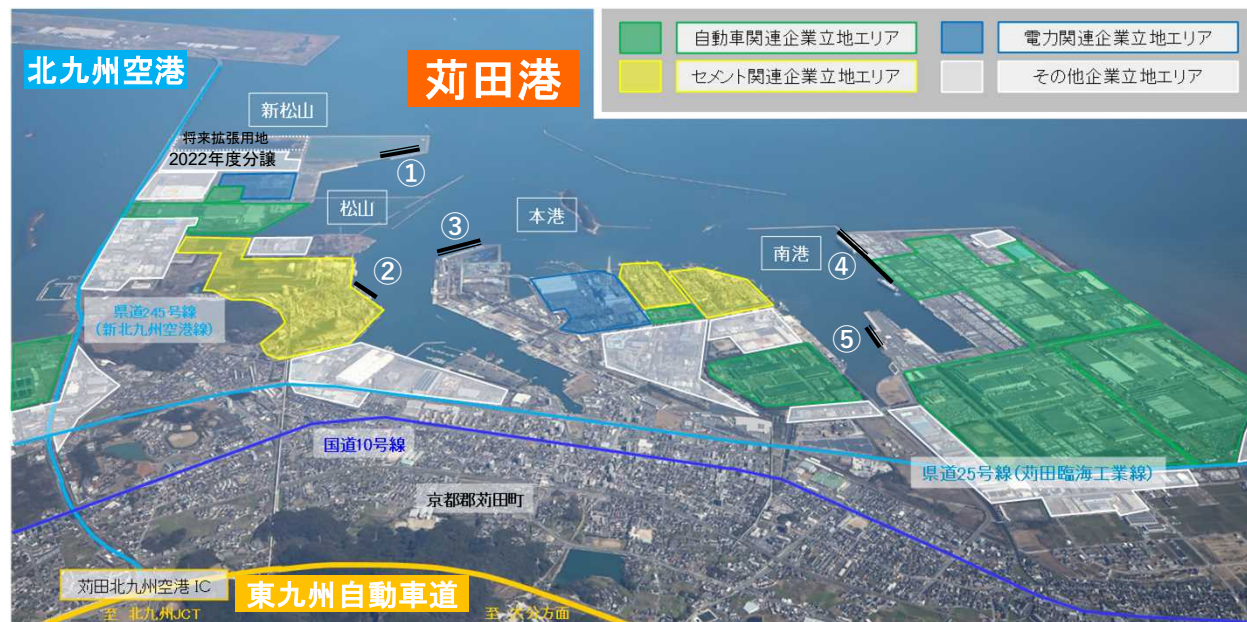 苅田港
北九州空港
自動車関連企業立地エリア
電力関連企業立地エリア
セメント関連企業立地エリア
その他企業立地エリア
新松山
将来拡張用地
2022年度分譲
①
松山
③
本港
②
南港
④
⑤
県道245号線
(新北九州空港線)
国道10号線
県道25号線(苅田臨海工業線)
京都郡苅田町
苅田北九州空港 IC
東九州自動車道
至 北九州JCT
至 大分方面